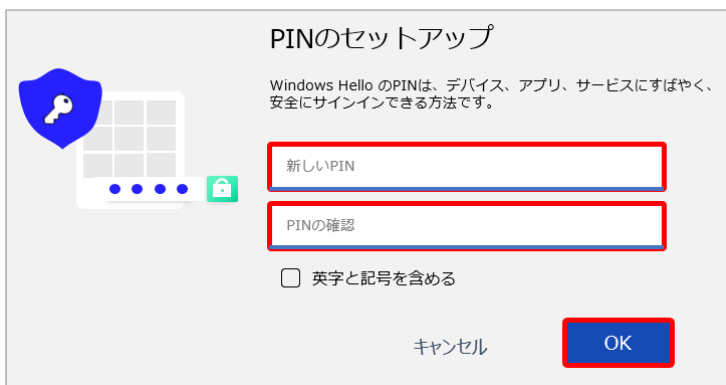 PINのセットアップ
Windows Hello のPINは、デバイス、アプリ、サービスにすばやく、
安全にサインインできる方法です。
新しいPIN
PINの確認
英字と記号を含める
キャンセル
OK